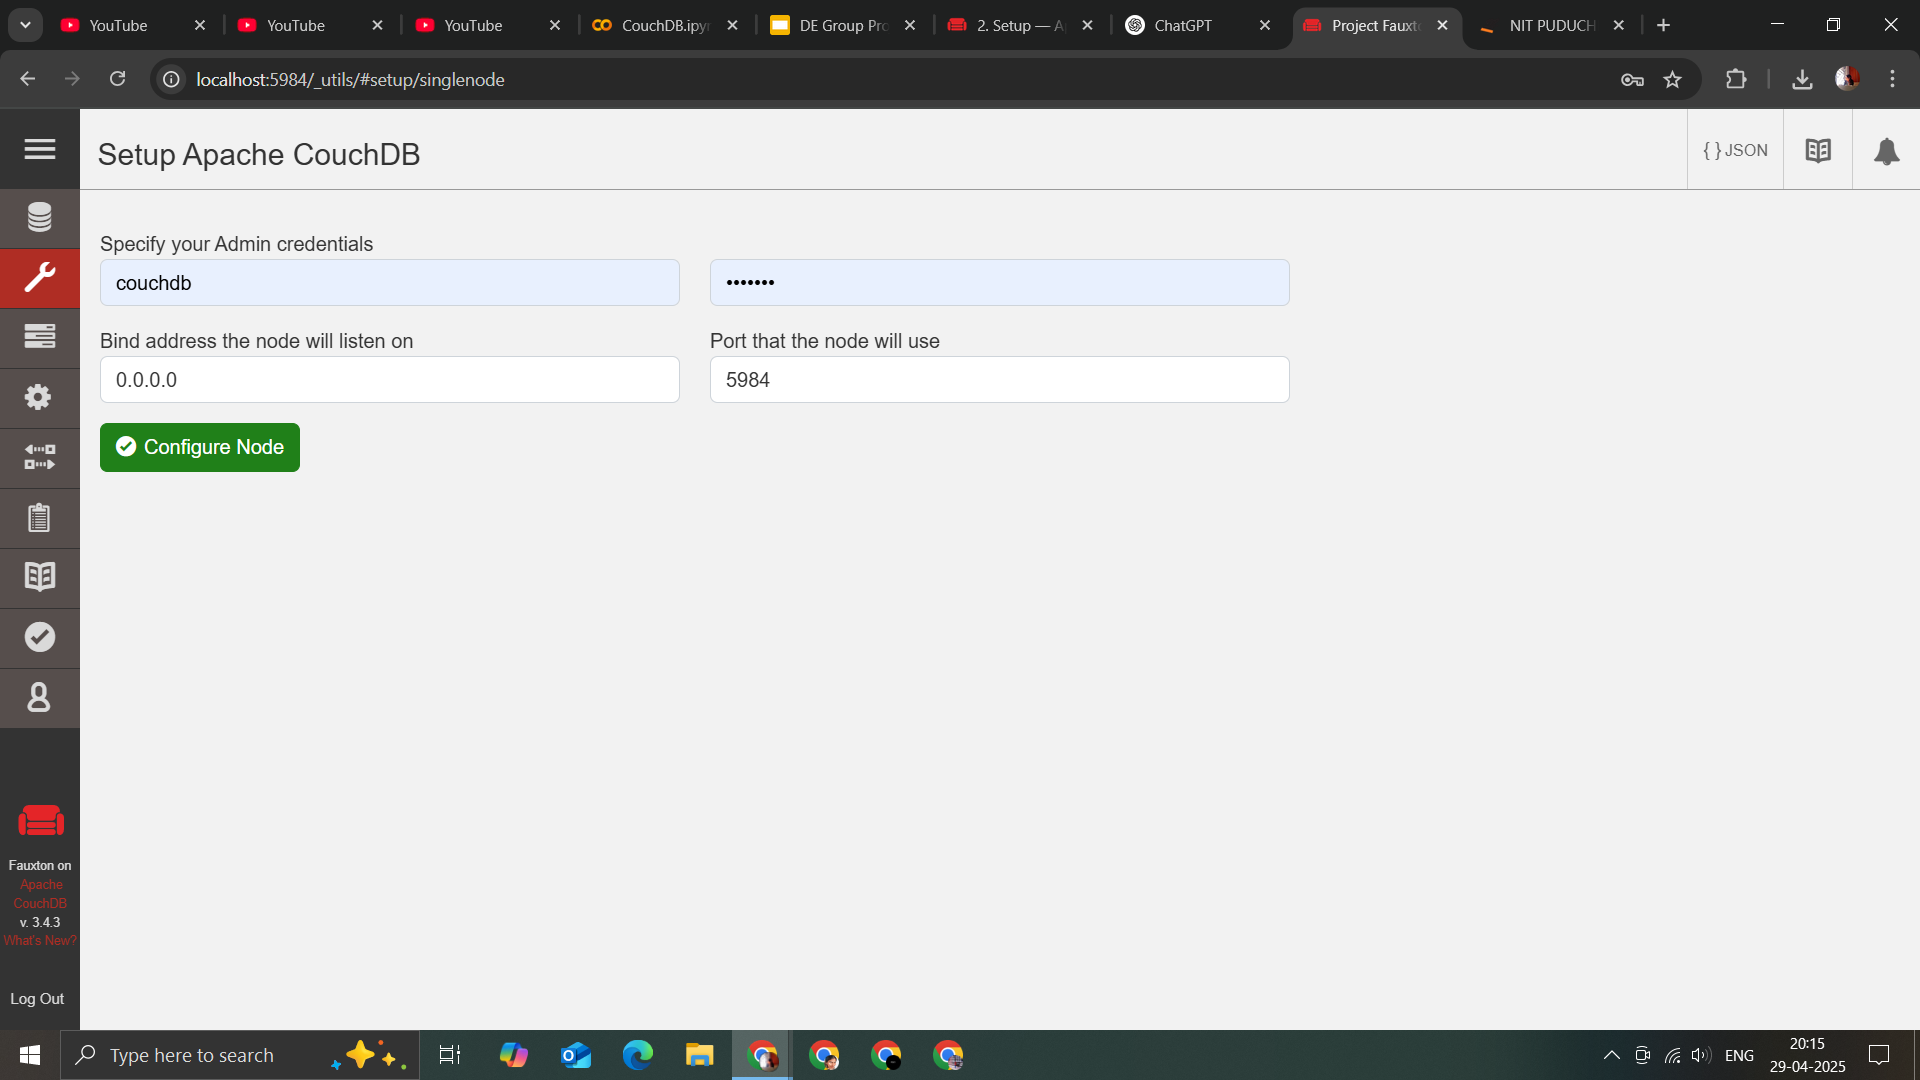 YouTube
YouTube
YouTube
CouchDB.ipyn
DE Group Pro
2. Setup — A
ChatGPT
Project Fauxto
NIT PUDUCH
localhost:5984/_utils/#setup/singlenode
Setup Apache CouchDB
{ } JSON
Specify your Admin credentials
couchdb
•••••••
Bind address the node will listen on
Port that the node will use
0.0.0.0
5984
Configure Node
Fauxton on
Apache
CouchDB
v. 3.4.3
What's New?
Log Out
Type here to search
ENG
20:15
29-04-2025